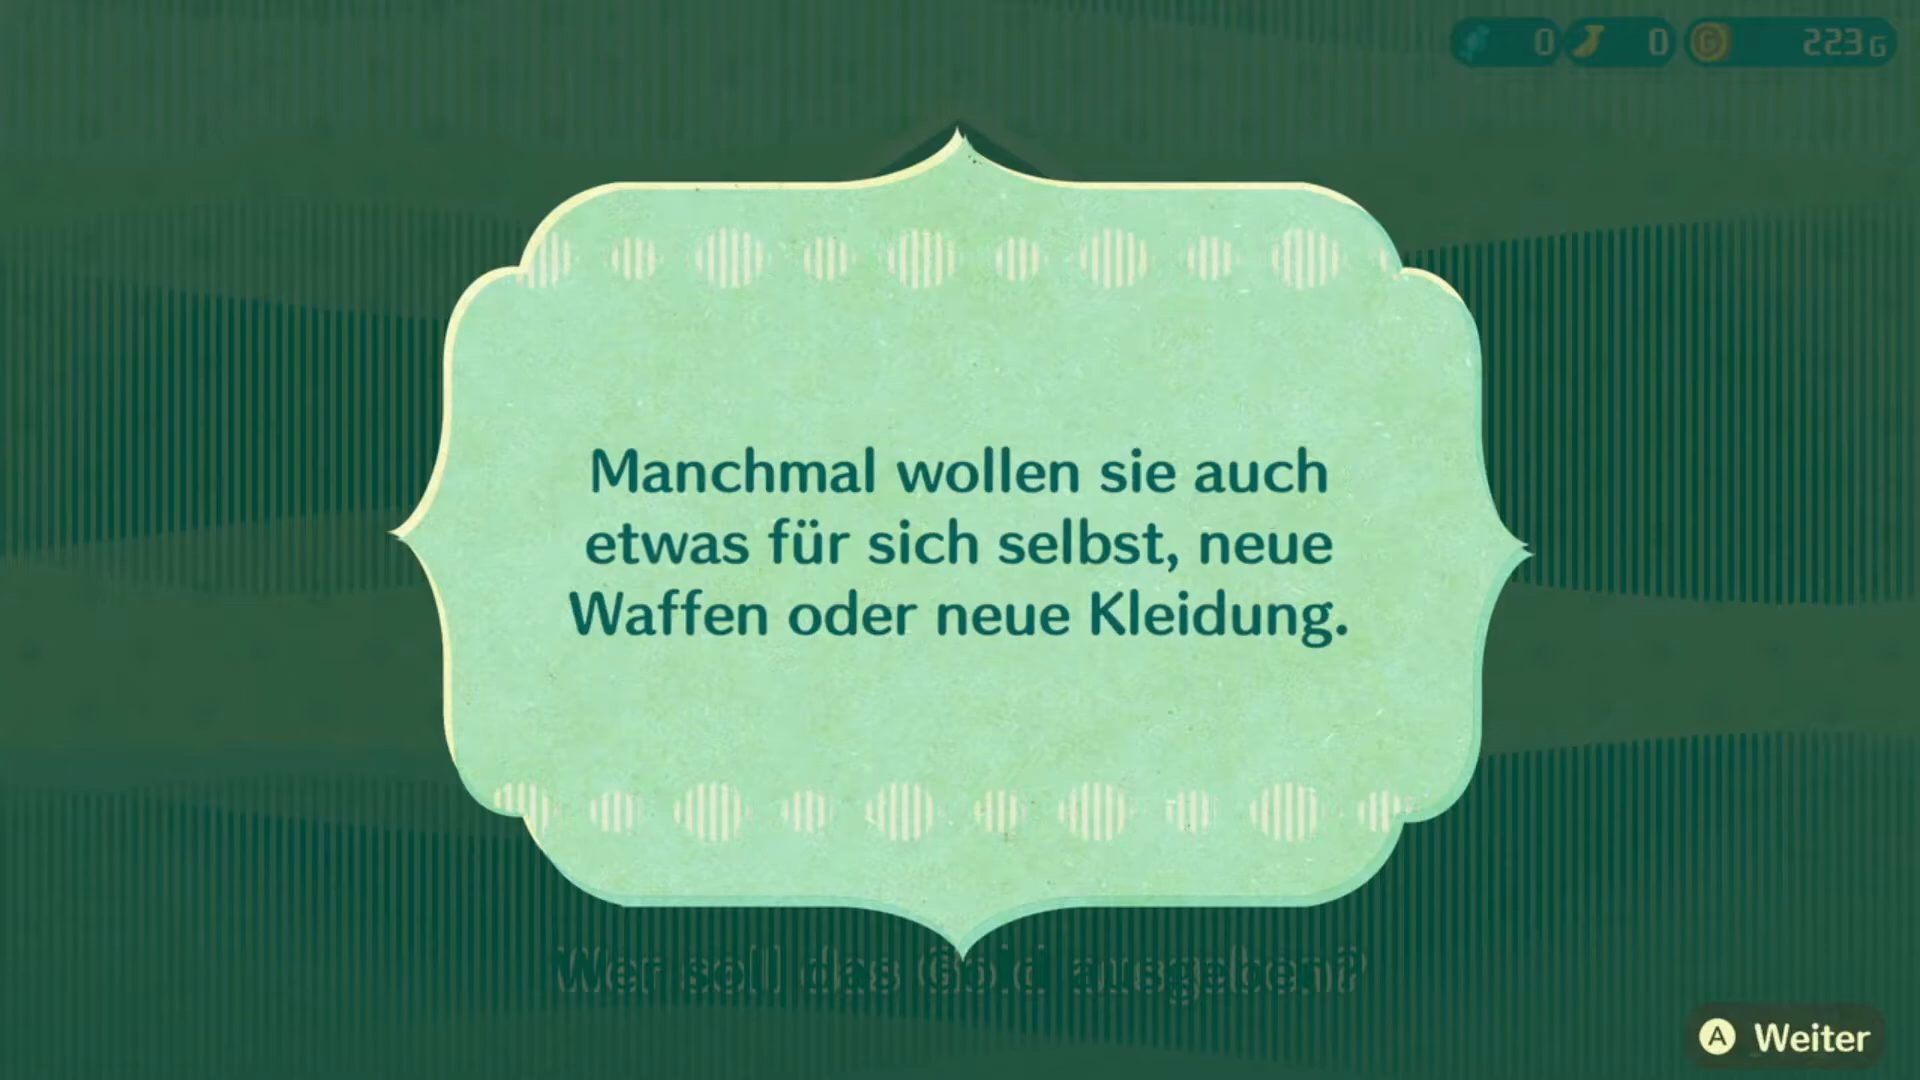 0 0 223 G
Manchmal wollen sie auch
etwas für sich selbst, neue
Waffen oder neue Kleidung.
Wer soll das Gold ausgeben?
A Weiter